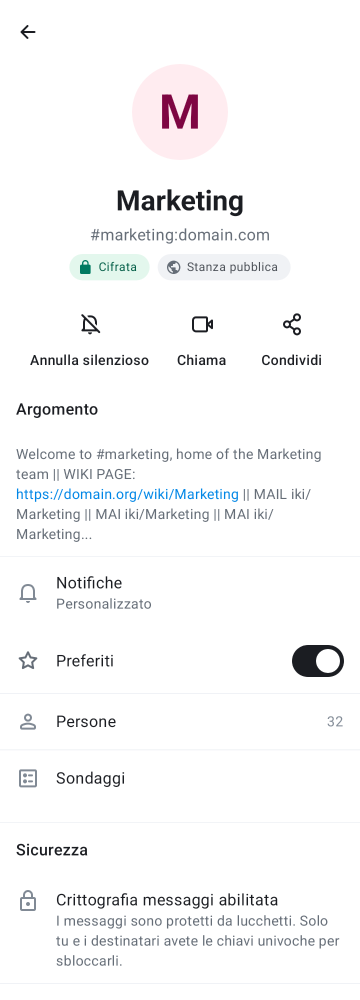 M
Marketing
#marketing:domain.com
Cifrata
Stanza pubblica
Annulla silenzioso
Chiama
Condividi
Argomento
Welcome to #marketing, home of the Marketing
team || WIKI PAGE:
https://domain.org/wiki/Marketing || MAIL iki/
Marketing || MAI iki/Marketing || MAI iki/
Marketing...
Notifiche
Personalizzato
Preferiti
Persone
32
Sondaggi
Sicurezza
Crittografia messaggi abilitata
I messaggi sono protetti da lucchetti. Solo
tu e i destinatari avete le chiavi univoche per
sbloccarli.